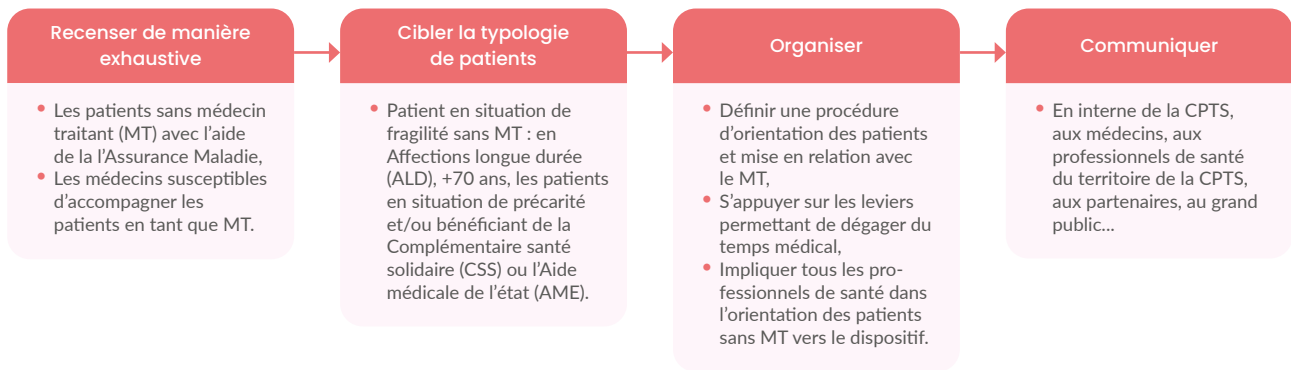 Recenser de manière
exhaustive
• Les patients sans médecin
traitant (MT) avec l’aide
de la l’Assurance Maladie,
• Les médecins susceptibles
d’accompagner les
patients en tant que MT.
Cibler la typologie
de patients
• Patient en situation de
fragilité sans MT : en
Affections longue durée
(ALD), +70 ans, les patients
en situation de précarité
et/ou bénéficiant de la
Complémentaire santé
solidaire (CSS) ou l’Aide
médicale de l’état (AME).
Organiser
• Définir une procédure
d’orientation des patients
et mise en relation avec
le MT,
• S’appuyer sur les leviers
permettant de dégager du
temps médical,
• Impliquer tous les pro-
fessionnels de santé dans
l’orientation des patients
sans MT vers le dispositif.
Communiquer
• En interne de la CPTS,
aux médecins, aux
professionnels de santé
du territoire de la CPTS,
aux partenaires, au grand
public...